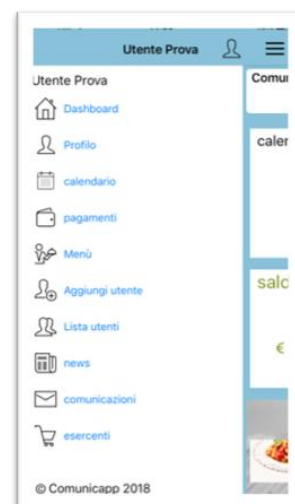 Utente Prova
Utente Prova
Comu
Dashboard
Profilo
caler
calendario
pagamenti
Menù
Aggiungi utente
salc
Lista utenti
€
news
comunicazioni
esercenti
© Comunicapp 2018